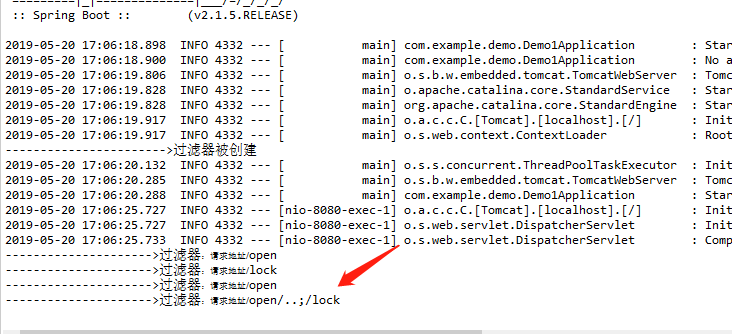 ---------|_|---------------|___/-/_/_/_/
:: Spring Boot :: (v2.1.5.RELEASE)
2019-05-20 17:06:18.898 INFO 4332 --- [ main] com.example.demo.Demo1Application : Star
2019-05-20 17:06:18.900 INFO 4332 --- [ main] com.example.demo.Demo1Application : No a
2019-05-20 17:06:19.806 INFO 4332 --- [ main] o.s.b.w.embedded.tomcat.TomcatWebServer : Tomc
2019-05-20 17:06:19.828 INFO 4332 --- [ main] o.apache.catalina.core.StandardService : Star
2019-05-20 17:06:19.828 INFO 4332 --- [ main] org.apache.catalina.core.StandardEngine : Star
2019-05-20 17:06:19.917 INFO 4332 --- [ main] o.a.c.c.C.[Tomcat].[localhost].[/] : Init
2019-05-20 17:06:19.917 INFO 4332 --- [ main] o.s.web.context.ContextLoader : Root
---------------------->过滤器被创建
2019-05-20 17:06:20.132 INFO 4332 --- [ main] o.s.s.concurrent.ThreadPoolTaskExecutor : Init
2019-05-20 17:06:20.285 INFO 4332 --- [ main] o.s.b.w.embedded.tomcat.TomcatWebServer : Tomc
2019-05-20 17:06:20.288 INFO 4332 --- [ main] com.example.demo.Demo1Application : Star
2019-05-20 17:06:25.727 INFO 4332 --- [nio-8080-exec-1] o.a.c.c.C.[Tomcat].[localhost].[/] : Init
2019-05-20 17:06:25.727 INFO 4332 --- [nio-8080-exec-1] o.s.web.servlet.DispatcherServlet : Init
2019-05-20 17:06:25.733 INFO 4332 --- [nio-8080-exec-1] o.s.web.servlet.DispatcherServlet : Comp
-------------------->过滤器：请求地址/open
-------------------->过滤器：请求地址/lock
-------------------->过滤器：请求地址/open
-------------------->过滤器：请求地址/open/..;/lock